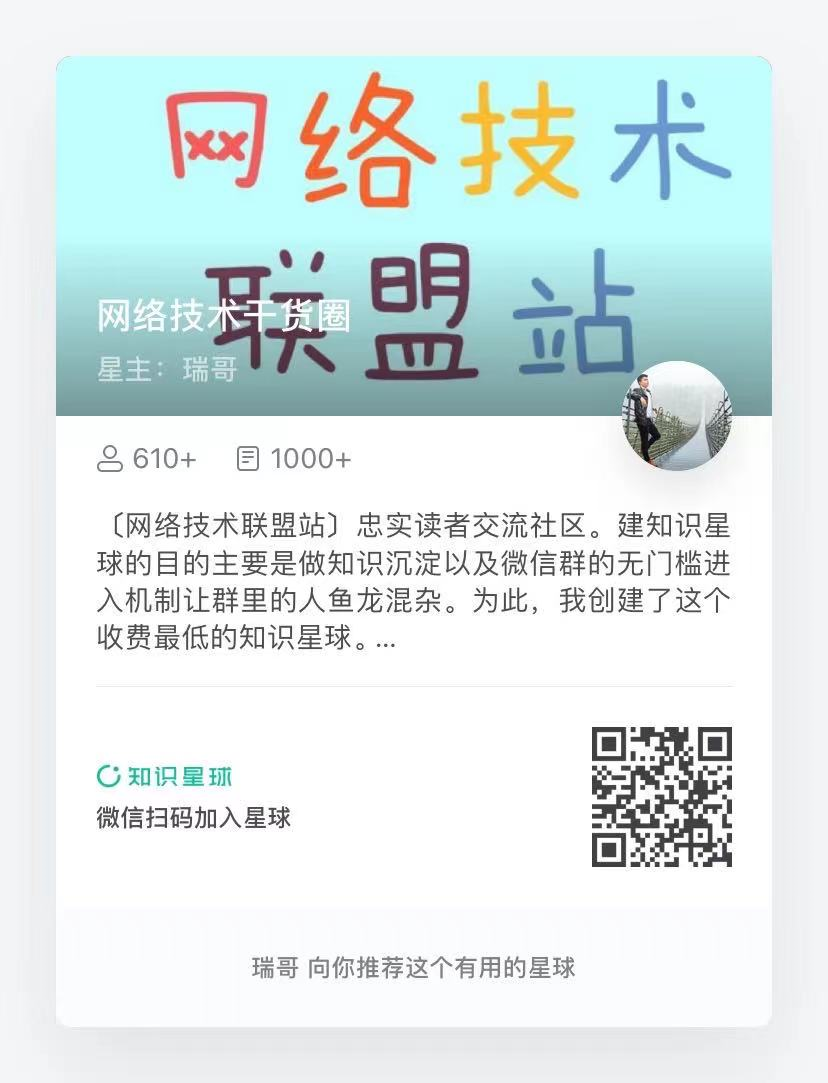 网络技术
联盟站
网络技术干货圈
星主：瑞哥
610+ 1000+
〔网络技术联盟站〕忠实读者交流社区。建知识星
球的目的主要是做知识沉淀以及微信群的无门槛进
入机制让群里的人鱼龙混杂。为此，我创建了这个
收费最低的知识星球。...
知识星球
微信扫码加入星球
瑞哥 向你推荐这个有用的星球